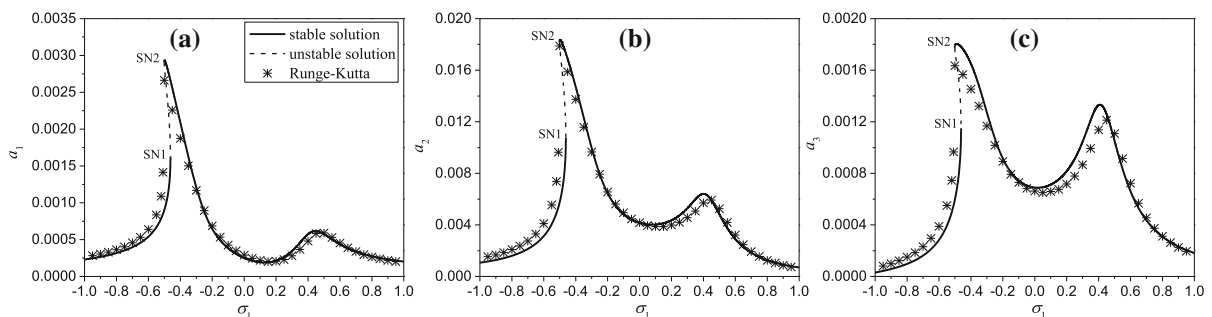 (a)
stable solution
unstable solution
Runge-Kutta
SN2
SN1
0.0035
0.0030
0.0025
0.0020
0.0015
0.0010
0.0005
0.0000
a1
-1.0 -0.8 -0.6 -0.4 -0.2 0.0 0.2 0.4 0.6 0.8 1.0
σ1
(b)
SN2
SN1
0.020
0.016
0.012
0.008
0.004
0.000
a2
-1.0 -0.8 -0.6 -0.4 -0.2 0.0 0.2 0.4 0.6 0.8 1.0
σ1
(c)
SN2
SN1
0.0020
0.0016
0.0012
0.0008
0.0004
0.0000
a3
-1.0 -0.8 -0.6 -0.4 -0.2 0.0 0.2 0.4 0.6 0.8 1.0
σ1